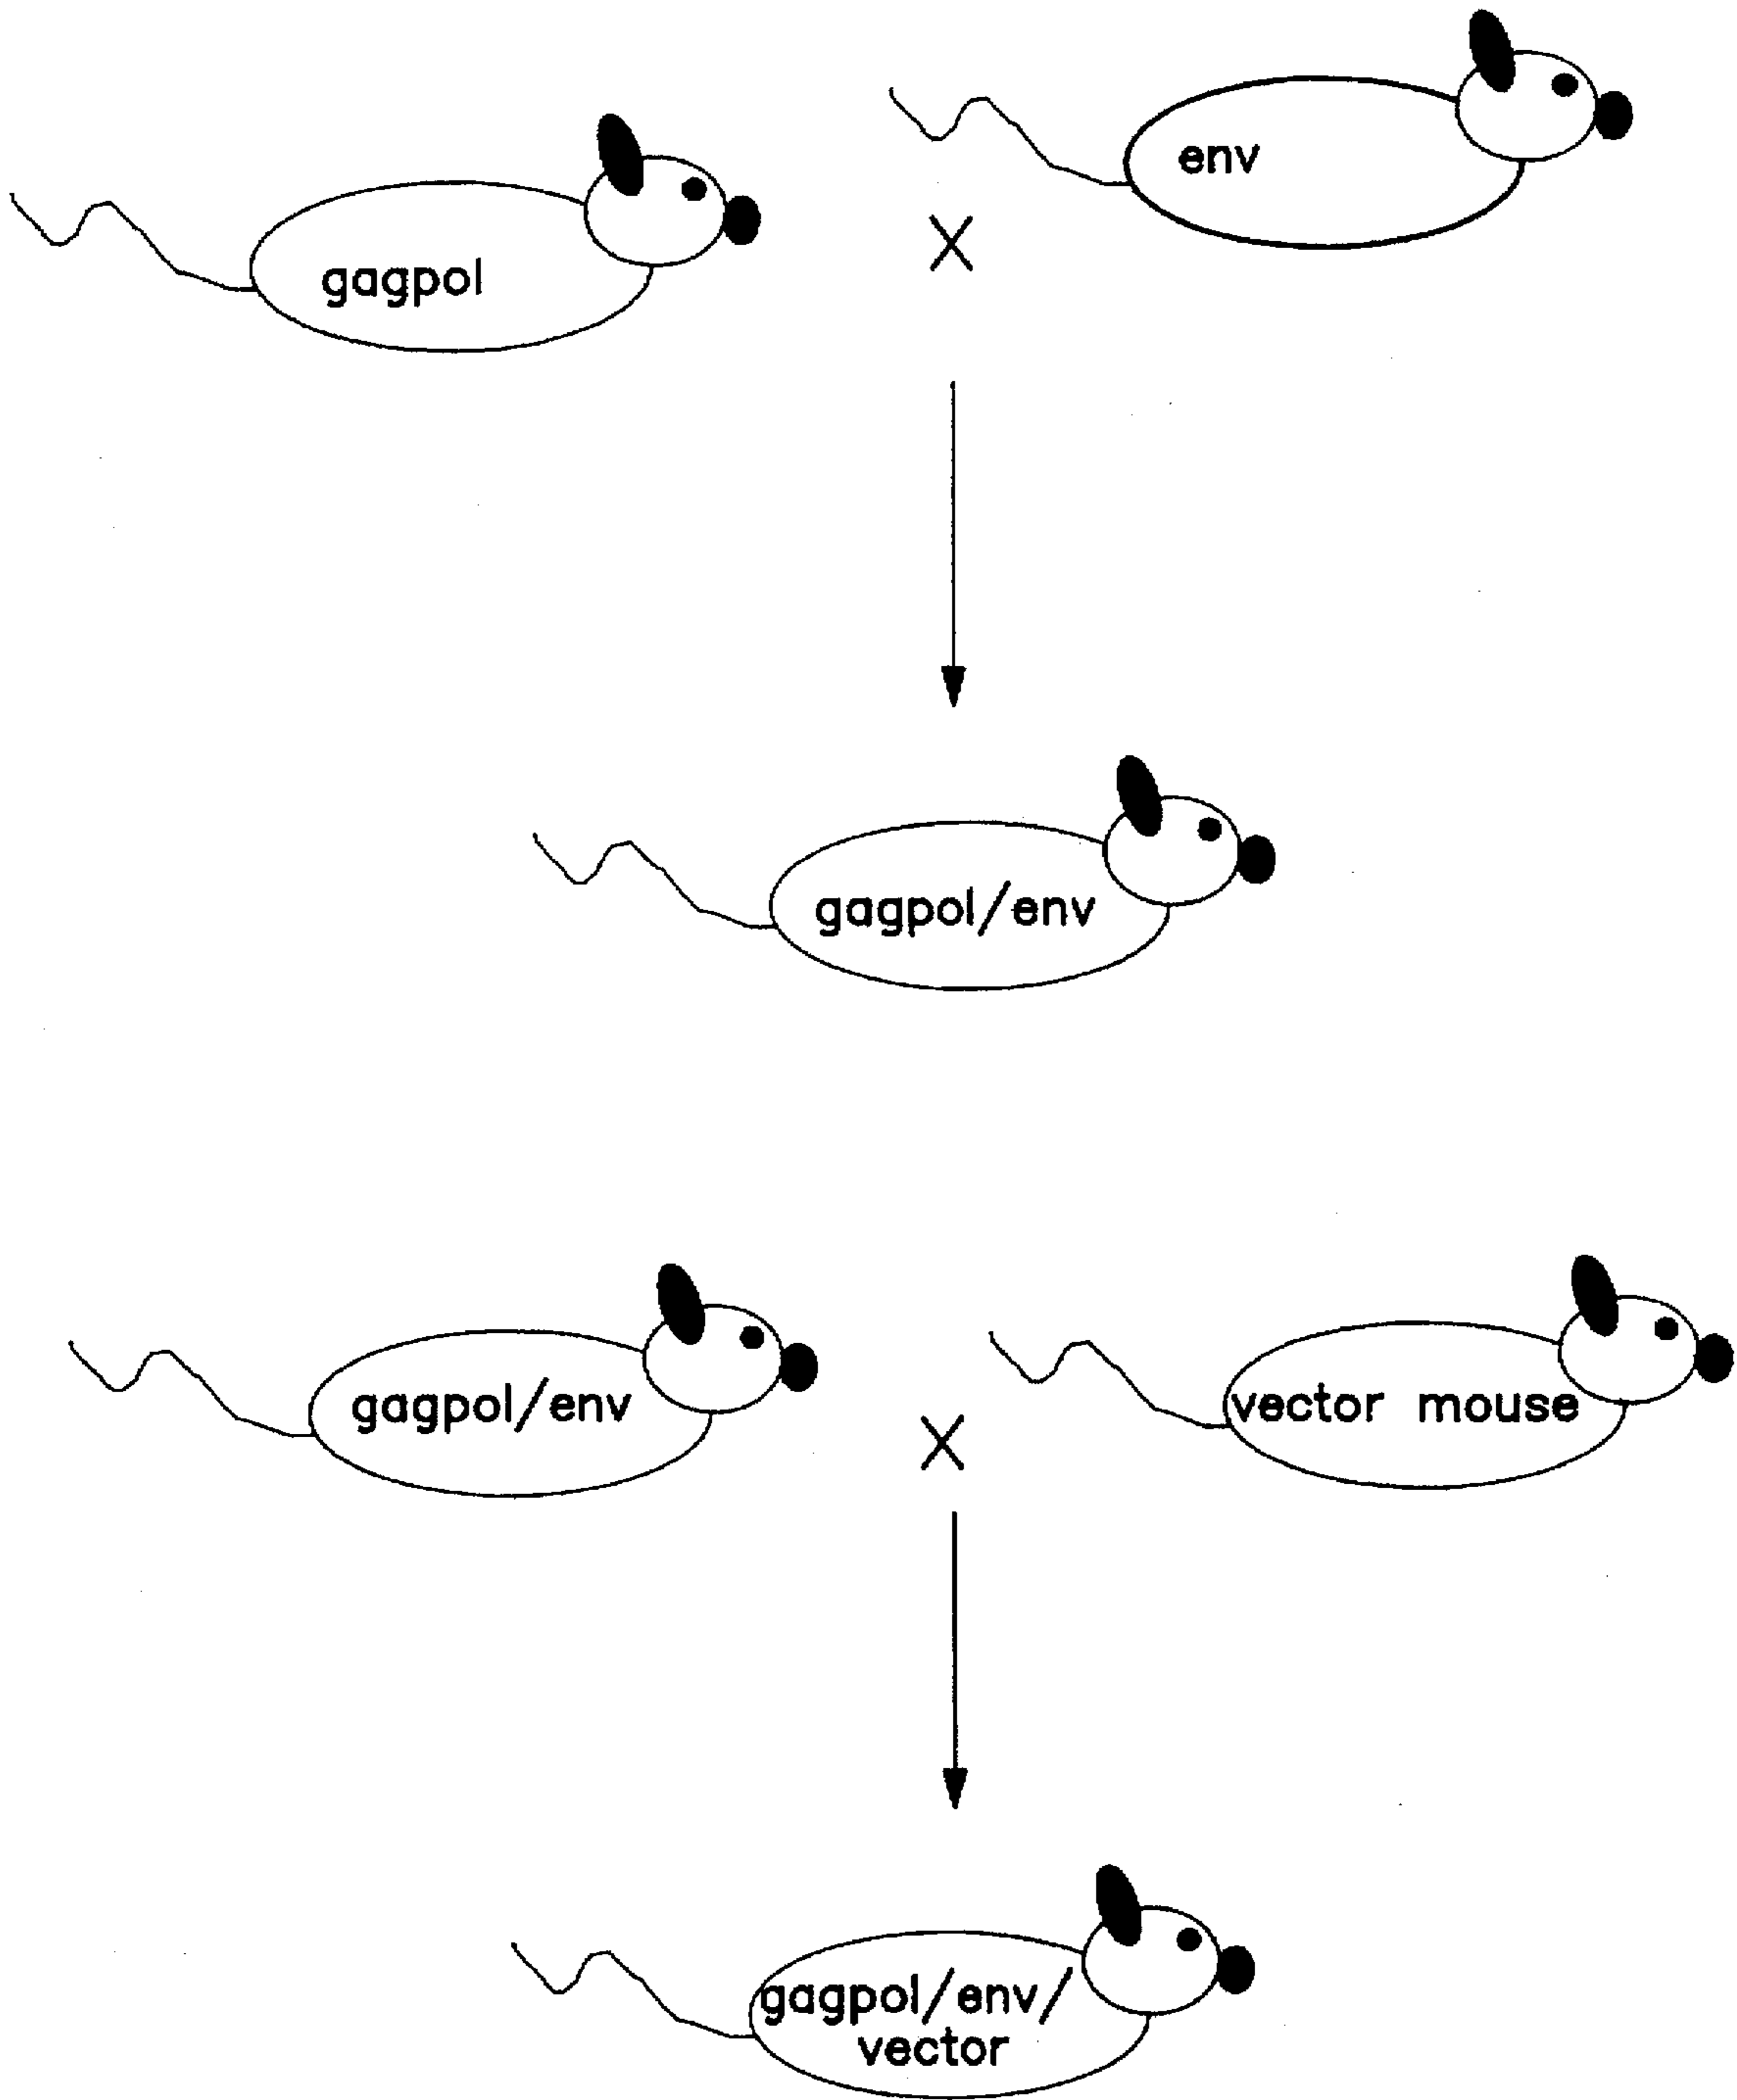 env
gagpol
X
gagpol/env
gagpol/env
vector mouse
X
gagpol/env/
vector